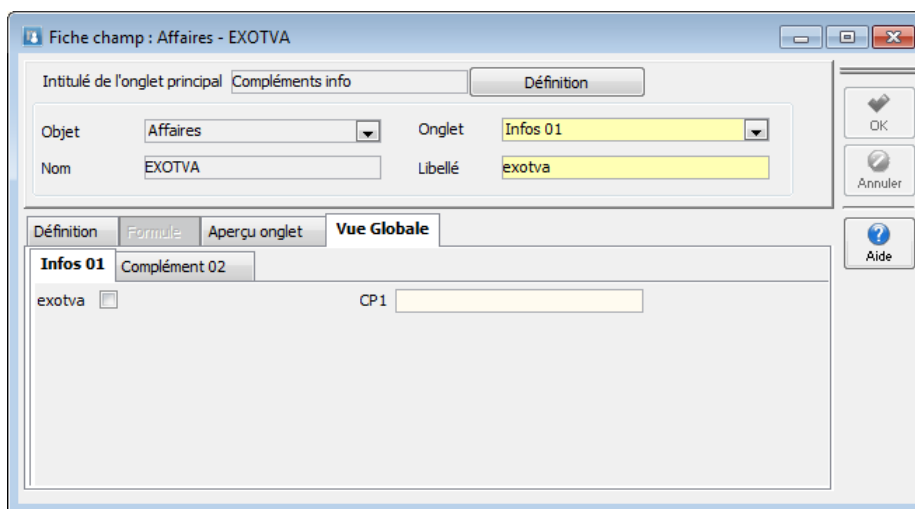 Fiche champ : Affaires - EXOTVA
Intitulé de l'onglet principal Compléments info Définition
Objet Affaires Onglet Infos 01
Nom EXOTVA Libellé exotva
OK
Annuler
Aide
Définition Formule Aperçu onglet Vue Globale
Infos 01 Complément 02
exotva CP1